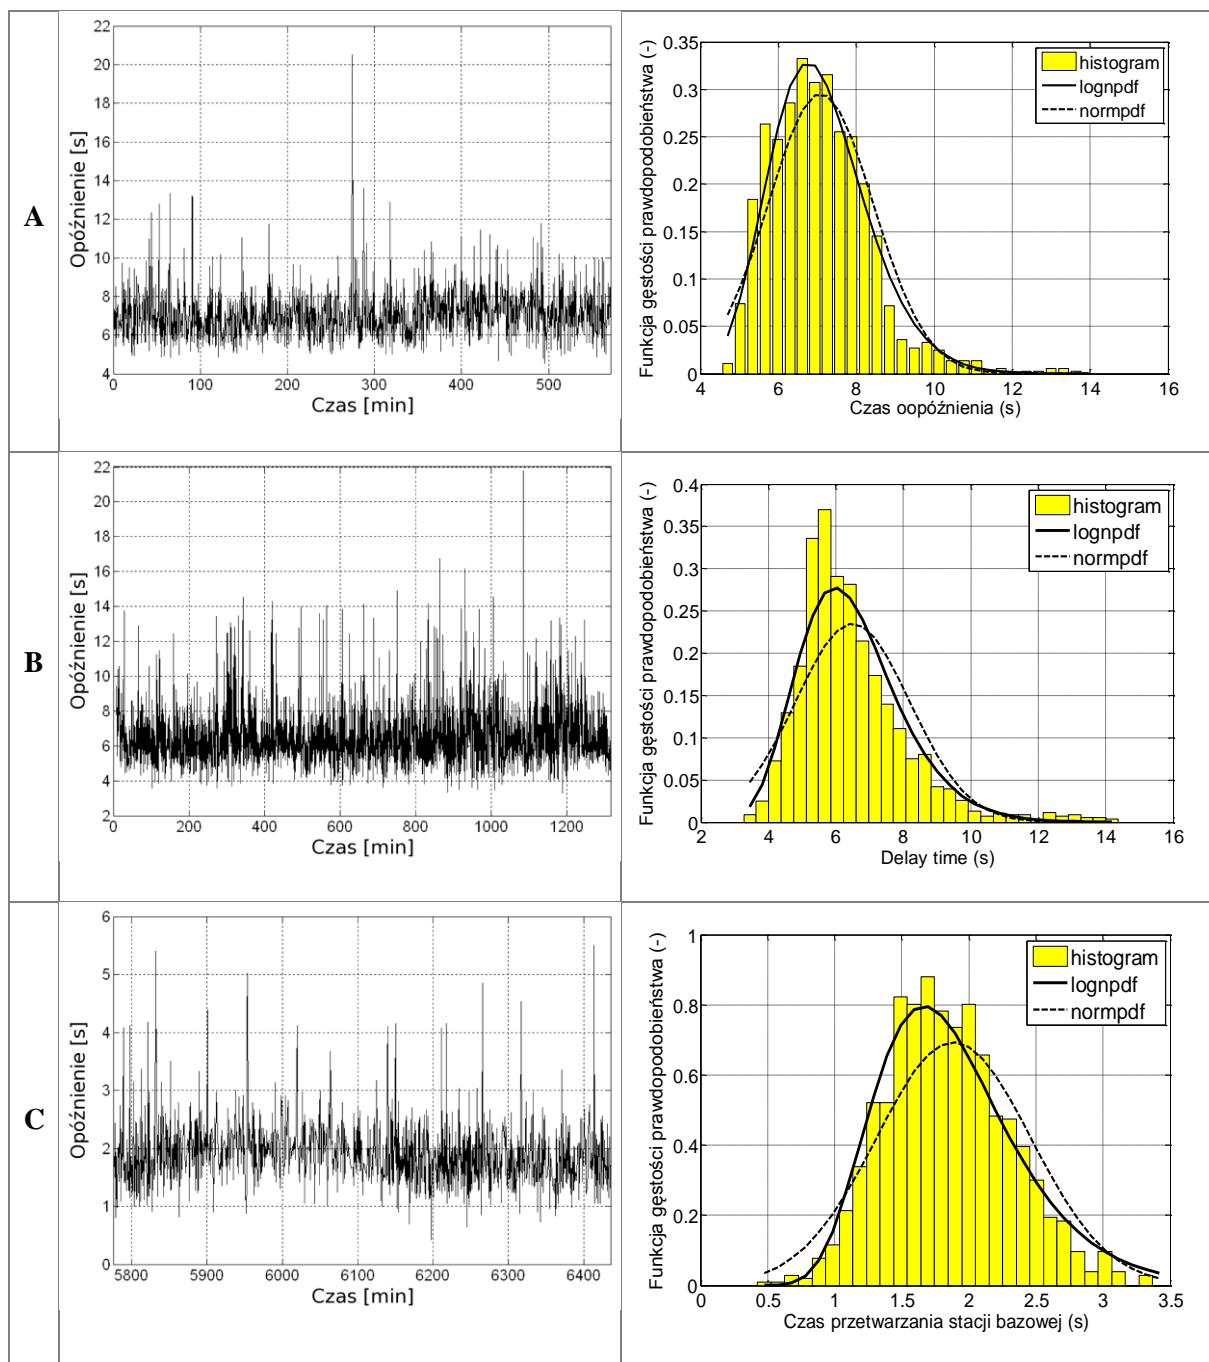 A
Opóźnienie [s]
22
20
18
16
14
12
10
8
6
4
0 100 200 300 400 500
Czas [min]
Funkcja gęstości prawdopodobieństwa (-)
0.35
0.3
0.25
0.2
0.15
0.1
0.05
0
4 6 8 10 12 14 16
Czas oopóźnienia (s)
histogram
lognpdf
normpdf
B
Opóźnienie [s]
22
20
18
16
14
12
10
8
6
4
2
0 200 400 600 800 1000 1200
Czas [min]
Funkcja gęstości prawdopodobieństwa (-)
0.4
0.35
0.3
0.25
0.2
0.15
0.1
0.05
0
2 4 6 8 10 12 14 16
Delay time (s)
histogram
lognpdf
normpdf
C
Opóźnienie [s]
6
5
4
3
2
1
0
5800 5900 6000 6100 6200 6300 6400
Czas [min]
Funkcja gęstości prawdopodobieństwa (-)
1
0.8
0.6
0.4
0.2
0
0 0.5 1 1.5 2 2.5 3 3.5
Czas przetwarzania stacji bazowej (s)
histogram
lognpdf
normpdf